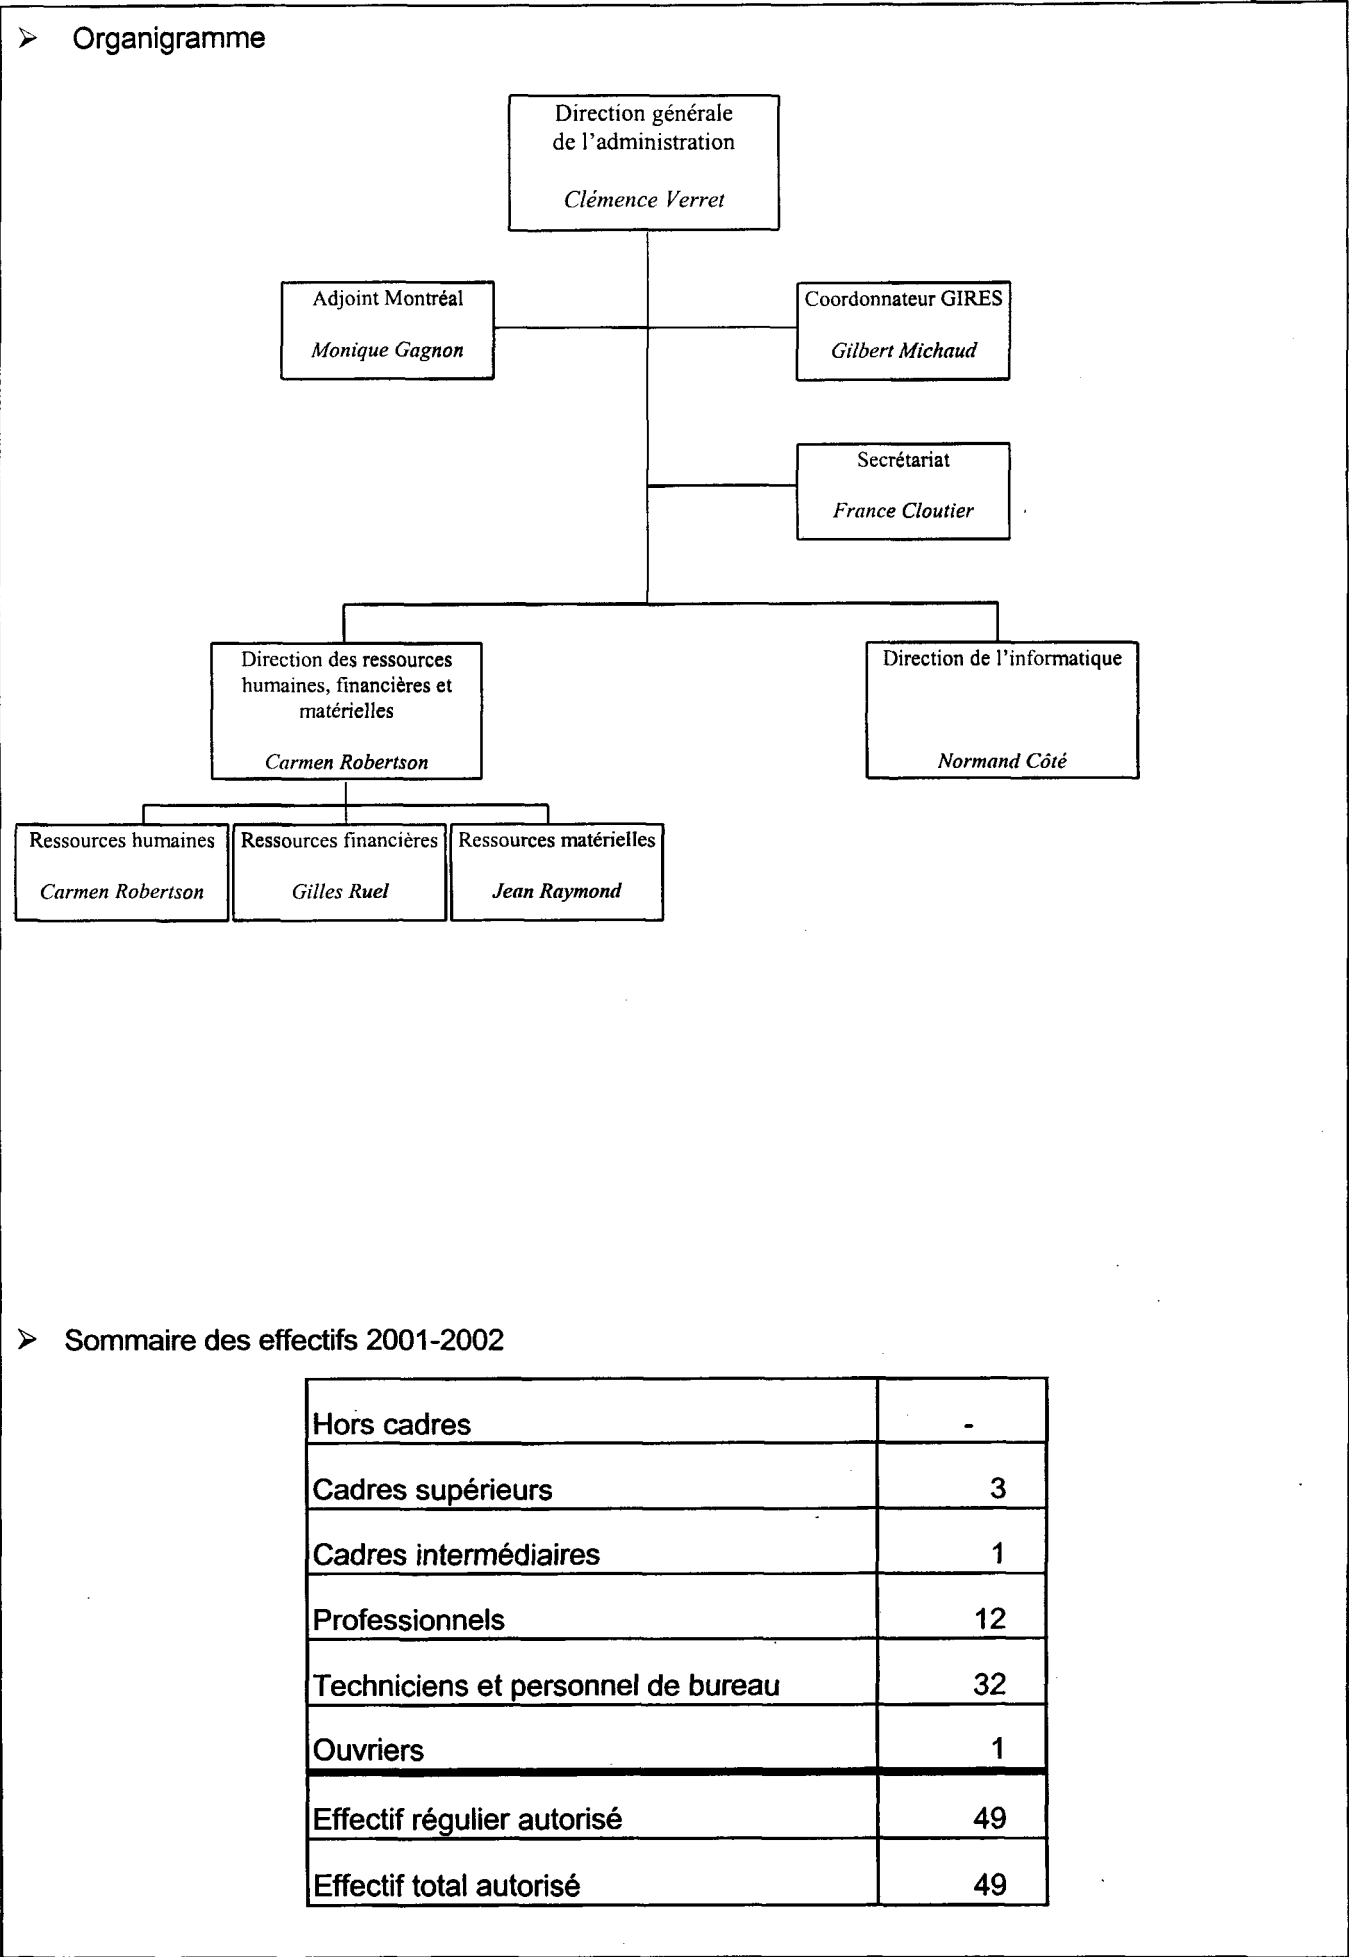 ➢ Organigramme
Direction générale
de l'administration
Clémence Verret
Adjoint Montréal
Monique Gagnon
Coordonnateur GIRES
Gilbert Michaud
Secrétariat
France Cloutier
Direction des ressources
humaines, financières et
matérielles
Carmen Robertson
Direction de l'informatique
Normand Côté
Ressources humaines
Carmen Robertson
Ressources financières
Gilles Ruel
Ressources matérielles
Jean Raymond
➢ Sommaire des effectifs 2001-2002
Hors cadres -
Cadres supérieurs 3
Cadres intermédiaires 1
Professionnels 12
Techniciens et personnel de bureau 32
Ouvriers 1
Effectif régulier autorisé 49
Effectif total autorisé 49